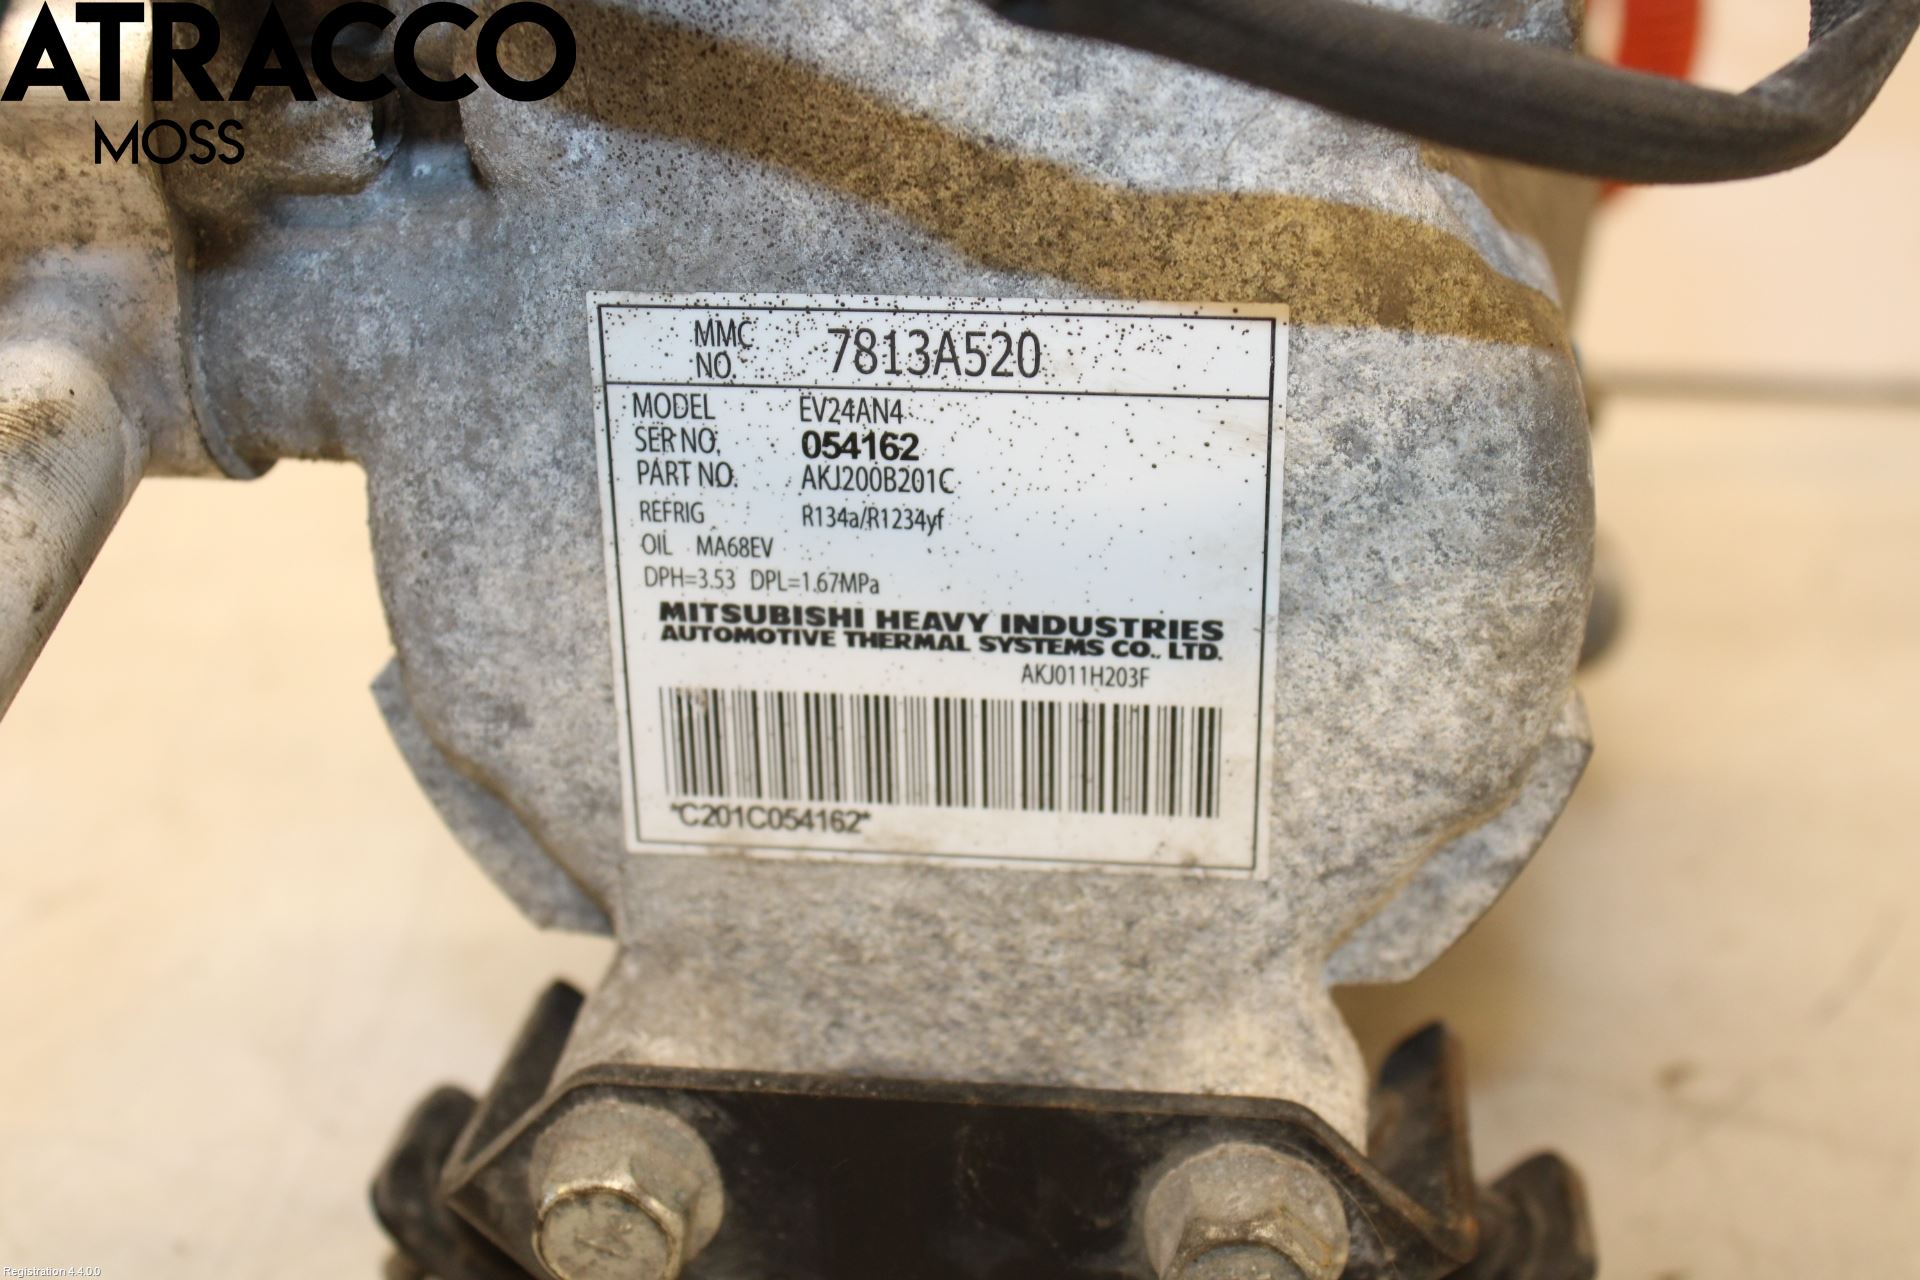 ATRACCO
MOSS
MMC
NO. 7813A520
MODEL EV24AN4
SER NO. 054162
PART NO. AKJ200B201C
REFRIG R134a/R1234yf
OIL MA68EV
DPH=3.53 DPL=1.67MPa
MITSUBISHI HEAVY INDUSTRIES
AUTOMOTIVE THERMAL SYSTEMS CO., LTD.
AKJ011H203F
*C201C054162*
Registration 4.4.0.0